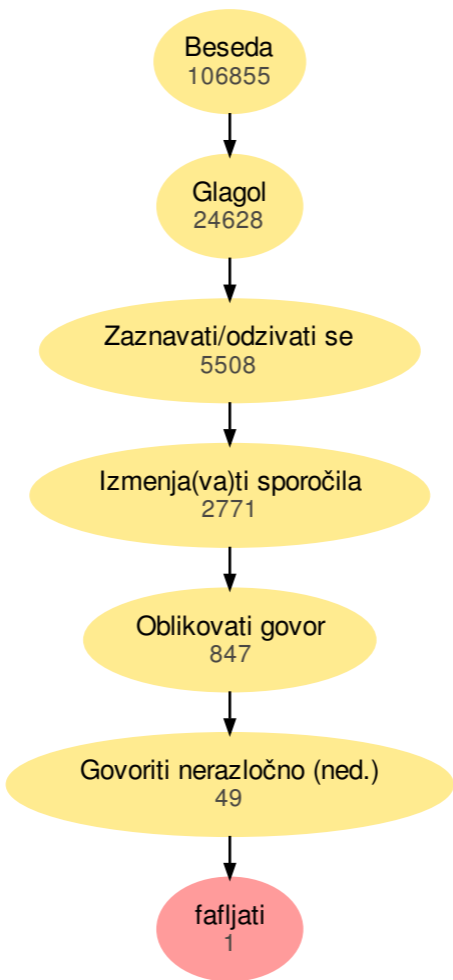 Beseda
106855
Glagol
24628
Zaznavati/odzivati se
5508
Izmenja(va)ti sporočila
2771
Oblikovati govor
847
Govoriti nerazločno (ned.)
49
fafljati
1